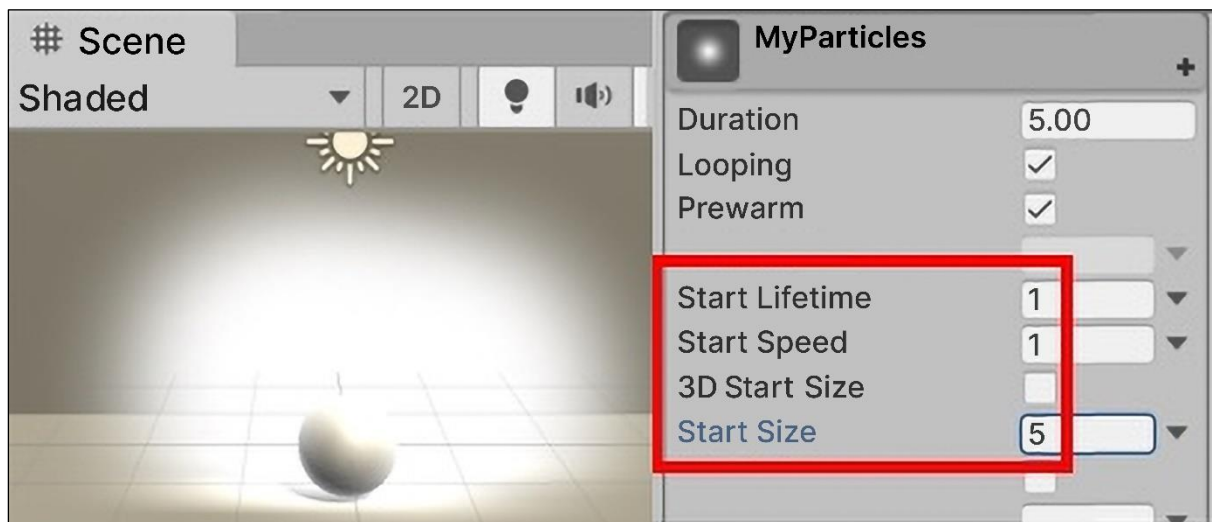 Scene
Shaded
2D
MyParticles
+
Duration 5.00
Looping
Prewarm
Start Lifetime 1
Start Speed 1
3D Start Size
Start Size 5